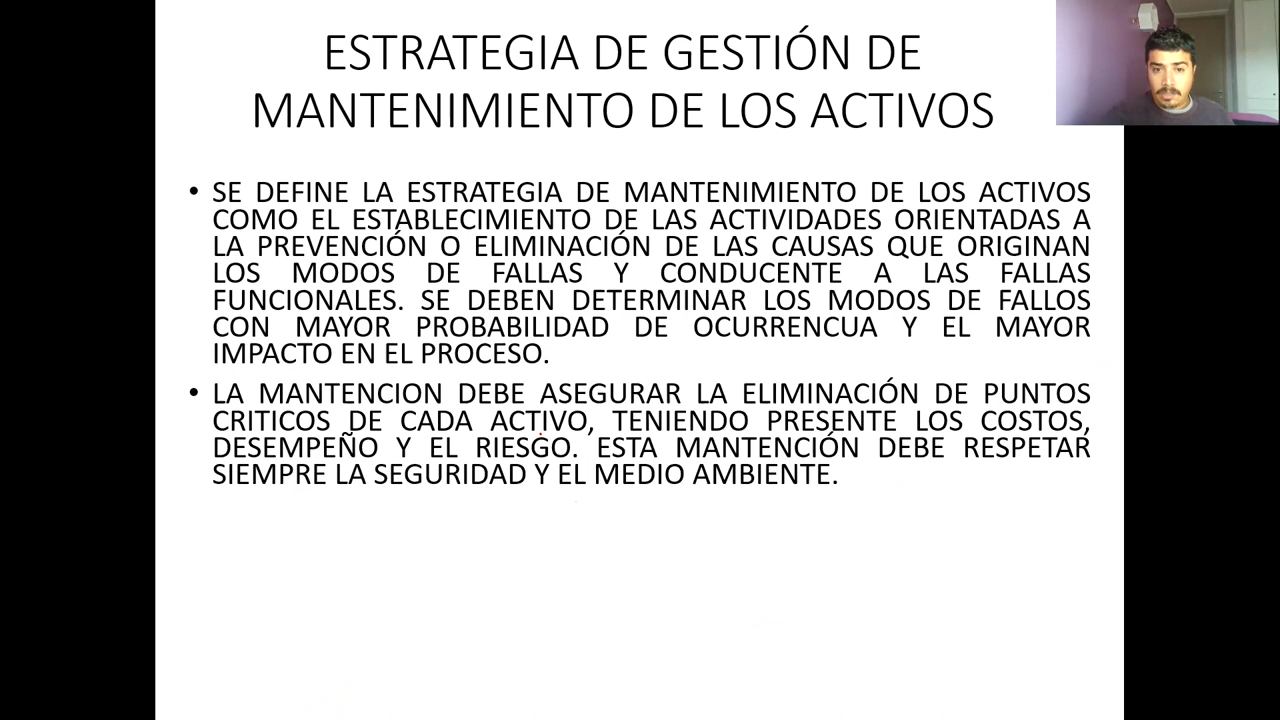 ESTRATEGIA DE GESTIÓN DE
MANTENIMIENTO DE LOS ACTIVOS
• SE DEFINE LA ESTRATEGIA DE MANTENIMIENTO DE LOS ACTIVOS
COMO EL ESTABLECIMIENTO DE LAS ACTIVIDADES ORIENTADAS A
LA PREVENCIÓN O ELIMINACIÓN DE LAS CAUSAS QUE ORIGINAN
LOS MODOS DE FALLAS Y CONDUCENTE A LAS FALLAS
FUNCIONALES. SE DEBEN DETERMINAR LOS MODOS DE FALLOS
CON MAYOR PROBABILIDAD DE OCURRENCUA Y EL MAYOR
IMPACTO EN EL PROCESO.
• LA MANTENCION DEBE ASEGURAR LA ELIMINACIÓN DE PUNTOS
CRITICOS DE CADA ACTIVO, TENIENDO PRESENTE LOS COSTOS,
DESEMPEÑO Y EL RIESGO. ESTA MANTENCIÓN DEBE RESPETAR
SIEMPRE LA SEGURIDAD Y EL MEDIO AMBIENTE.